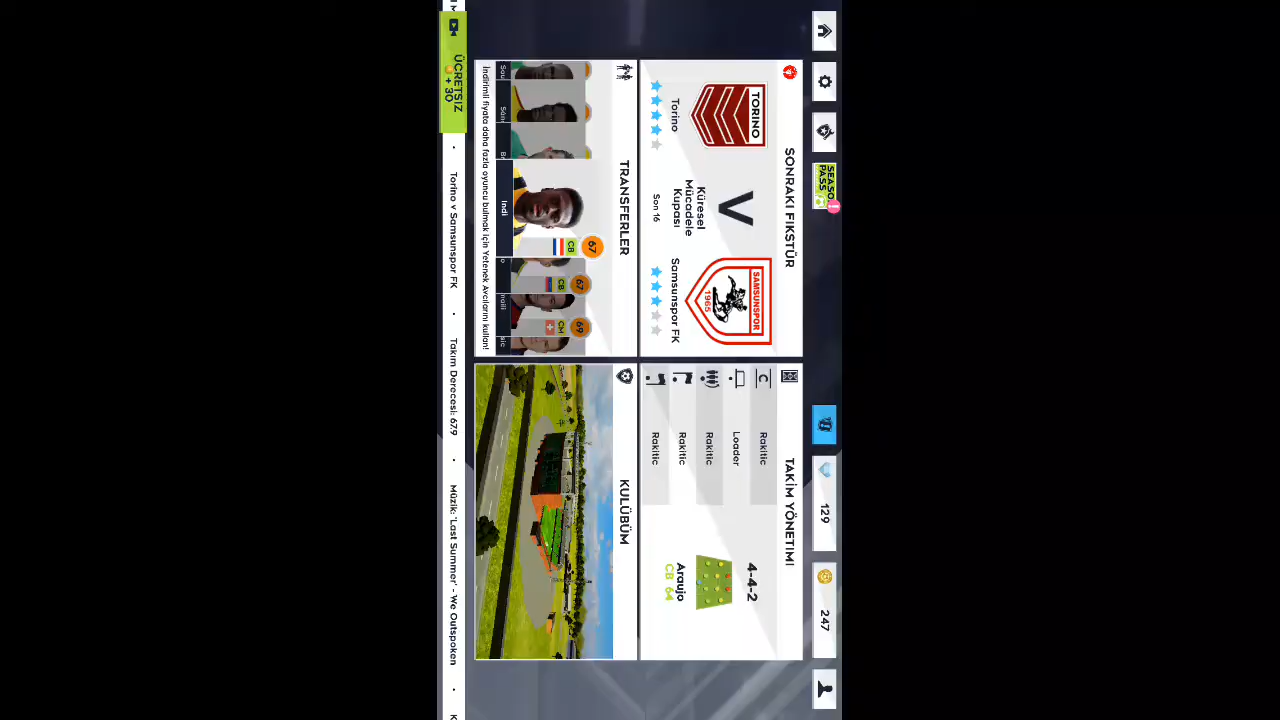 SEASON
PASS
129
247
SONRAKİ FİKSTÜR
TORINO
V
SAMSUNSPOR
1965
Torino
Küresel
Mücadele
Kupası
Samsunspor FK
Son 16
TAKIM YÖNETİMİ
C
Rakitic
Loader
Rakitic
Rakitic
Rakitic
4-4-2
Araujo
CB 64
TRANSFERLER
67
CB
67
CB
69
CM
Indi
İndirimli fiyata daha fazla oyuncu bulmak için Yetenek Avcılarını kullan!
KULÜBÜM
ÜCRETSİZ
+ 30
• Torino v Samsunspor FK • Takım Derecesi: 67.9 • Müzik: 'Last Summer' - We Outspoken •